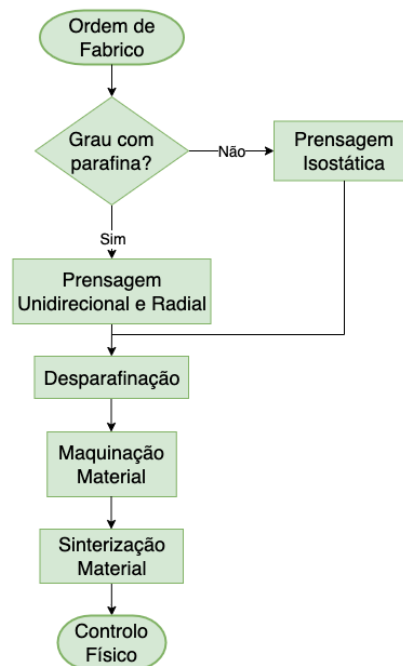 Ordem de
Fabrico
Grau com
parafina?
Não
Prensagem
Isostática
Sim
Prensagem
Unidirecional e Radial
Desparafinação
Maquinação
Material
Sinterização
Material
Controlo
Físico